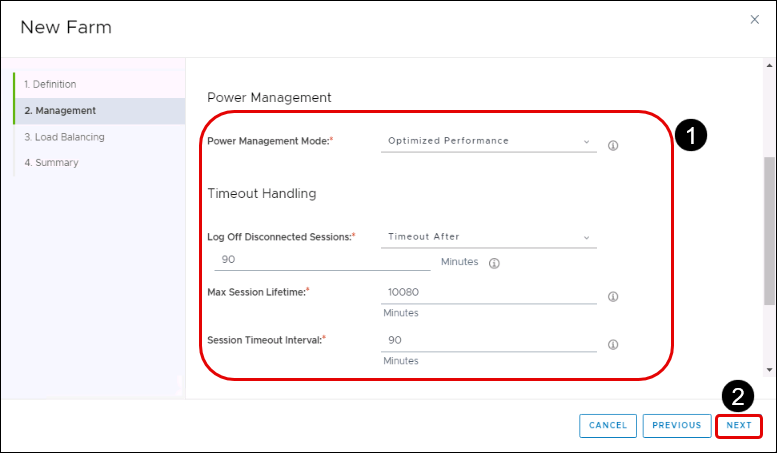 New Farm
1. Definition
2. Management
3. Load Balancing
4. Summary
Power Management
1
Power Management Mode:* Optimized Performance
Timeout Handling
Log Off Disconnected Sessions:* Timeout After
90 Minutes
Max Session Lifetime:* 10080
Minutes
Session Timeout Interval:* 90
Minutes
2
CANCEL PREVIOUS NEXT